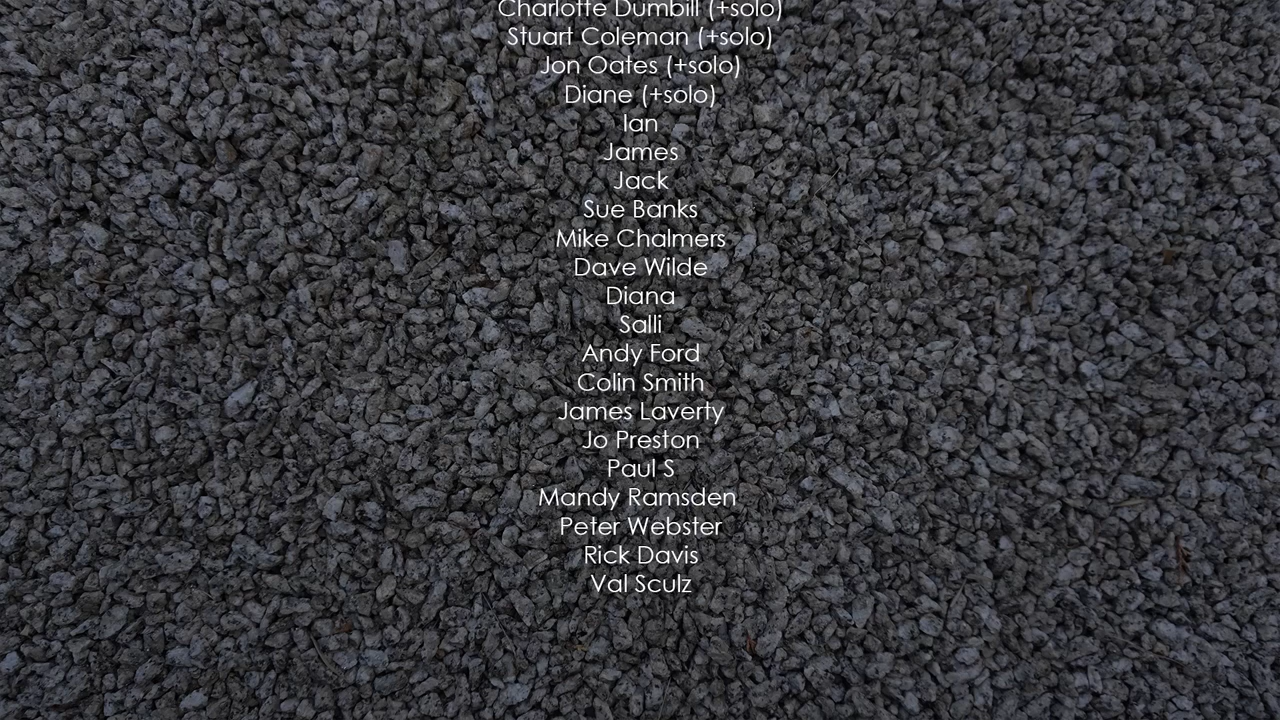 Charlotte Dumbill (+solo)
Stuart Coleman (+solo)
Jon Oates (+solo)
Diane (+solo)
Ian
James
Jack
Sue Banks
Mike Chalmers
Dave Wilde
Diana
Salli
Andy Ford
Colin Smith
James Laverty
Jo Preston
Paul S
Mandy Ramsden
Peter Webster
Rick Davis
Val Sculz